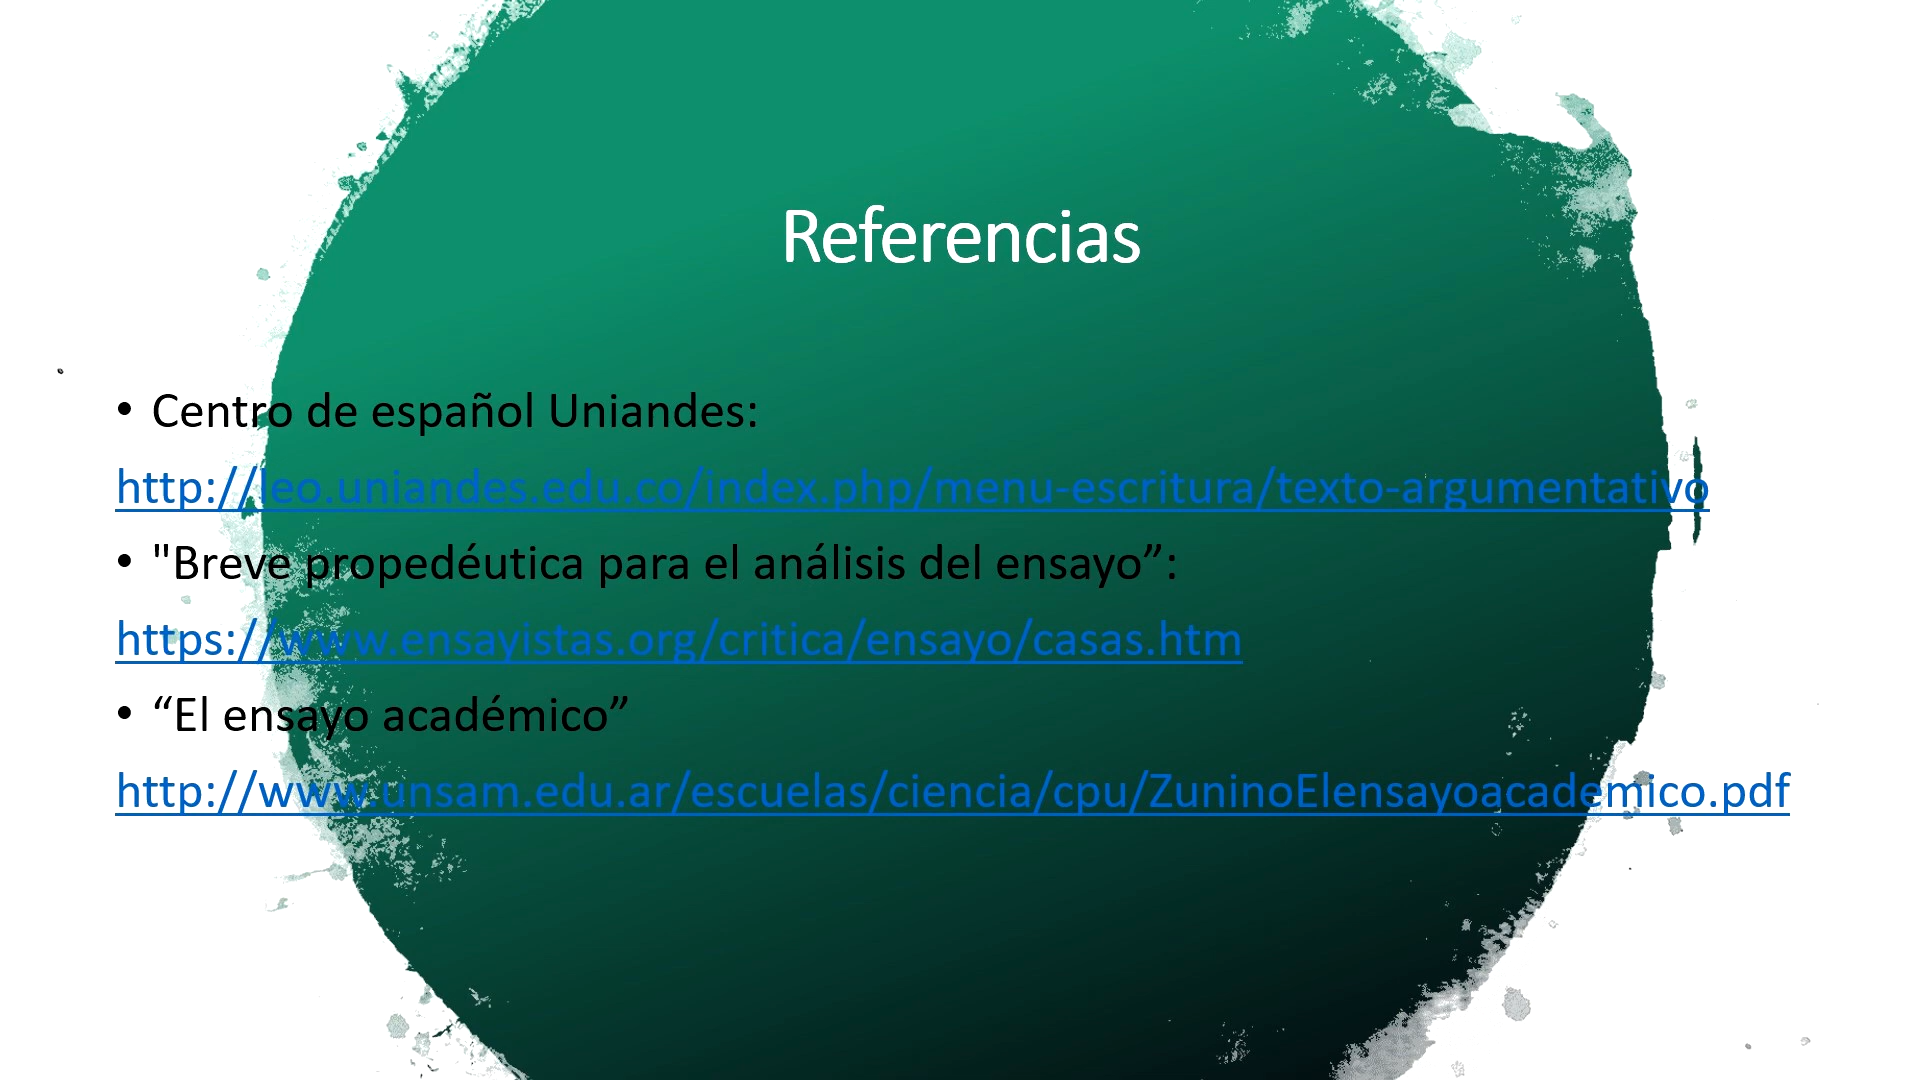 Referencias
• Centro de español Uniandes:
http://leo.uniandes.edu.co/index.php/menu-escritura/texto-argumentativo
• "Breve propedéutica para el análisis del ensayo”:
https://www.ensayistas.org/critica/ensayo/casas.htm
• “El ensayo académico”
http://www.unsam.edu.ar/escuelas/ciencia/cpu/ZuninoElensayoacademico.pdf